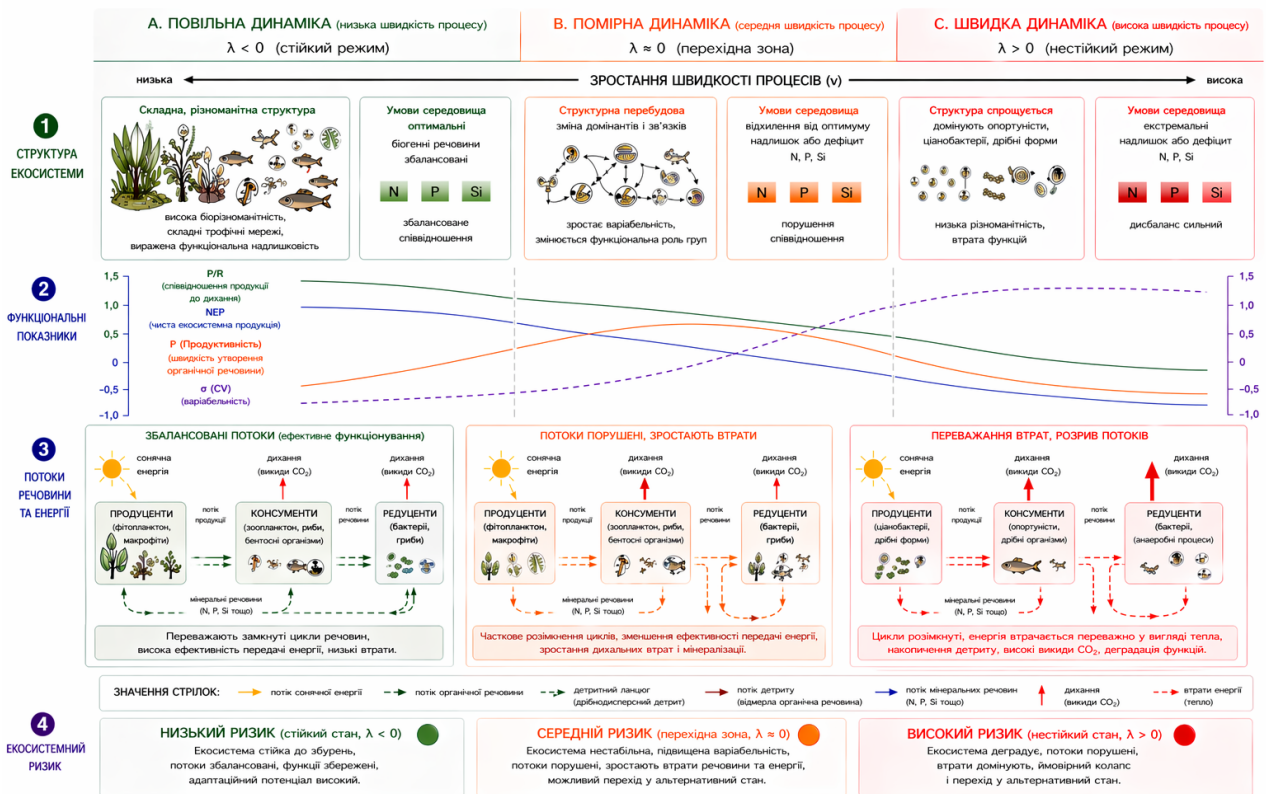 А. ПОВІЛЬНА ДИНАМІКА (низька швидкість процесу)
λ < 0 (стійкий режим)
В. ПОМІРНА ДИНАМІКА (середня швидкість процесу)
λ ≈ 0 (перехідна зона)
С. ШВИДКА ДИНАМІКА (висока швидкість процесу)
λ > 0 (нестійкий режим)
низька
ЗРОСТАННЯ ШВИДКОСТІ ПРОЦЕСІВ (v)
висока
1
СТРУКТУРА
ЕКОСИСТЕМИ
Складна, різноманітна структура
висока біорізноманітність,
складні трофічні мережі,
виражена функціональна надлишковість
Умови середовища
оптимальні
біогенні речовини
збалансовані
N P Si
збалансоване
співвідношення
Структурна перебудова
зміна домінантів і зв'язків
зростає варіабельність,
змінюється функціональна роль груп
Умови середовища
відхилення від оптимуму
надлишок або дефіцит
N, P, Si
N P Si
порушення
співвідношення
Структура спрощується
домінують опортуністи,
ціанобактерії, дрібні форми
низька різноманітність,
втрата функцій
Умови середовища
екстремальні
надлишок або дефіцит
N, P, Si
N P Si
дисбаланс сильний
2
ФУНКЦІОНАЛЬНІ
ПОКАЗНИКИ
1,5
1,0
0,5
0
-0,5
-1,0
P/R
(співвідношення продукції
до дихання)
NEP
(чиста екосистемна продукція)
P (Продуктивність)
(швидкість утворення
органічної речовини)
σ (CV)
(варіабельність)
1,5
1,0
0,5
0
-0,5
-1,0
3
ПОТОКИ
РЕЧОВИНИ
ТА ЕНЕРГІЇ
ЗБАЛАНСОВАНІ ПОТОКИ (ефективне функціонування)
сонячна
енергія
дихання
(викиди CO₂)
дихання
(викиди CO₂)
ПРОДУЦЕНТИ
(фітопланктон,
макрофіти)
потік
продукції
КОНСУМЕНТИ
(зоопланктон, риби,
бентосні організми)
потік
речовини
РЕДУЦЕНТИ
(бактерії,
гриби)
мінеральні речовини
(N, P, Si тощо)
Переважають замкнуті цикли речовин,
висока ефективність передачі енергії, низькі втрати.
ПОТОКИ ПОРУШЕНІ, ЗРОСТАЮТЬ ВТРАТИ
сонячна
енергія
дихання
(викиди CO₂)
дихання
(викиди CO₂)
ПРОДУЦЕНТИ
(фітопланктон,
макрофіти)
потік
продукції
КОНСУМЕНТИ
(зоопланктон, риби,
бентосні організми)
потік
речовини
РЕДУЦЕНТИ
(бактерії,
гриби)
мінеральні речовини
(N, P, Si тощо)
Часткове розімкнення циклів, зменшення ефективності передачі енергії,
зростання дихальних втрат і мінералізації.
ПЕРЕВАЖАННЯ ВТРАТ, РОЗРИВ ПОТОКІВ
сонячна
енергія
дихання
(викиди CO₂)
дихання
(викиди CO₂)
ПРОДУЦЕНТИ
(ціанобактерії,
дрібні форми)
потік
продукції
КОНСУМЕНТИ
(опортуністи,
дрібні організми)
потік
речовини
РЕДУЦЕНТИ
(бактерії,
(анаеробні процеси)
мінеральні речовини
(N, P, Si тощо)
Цикли розімкнуті, енергія втрачається переважно у вигляді тепла,
накопичення детриту, високі викиди CO₂, деградація функцій.
ЗНАЧЕННЯ СТРІЛОК:
потік сонячної енергії
потік органічної речовини
детритний ланцюг
(дрібнодисперсний детрит)
потік детриту
(відмерла органічна речовина)
потік мінеральних речовин
(N, P, Si тощо)
дихання
(викиди CO₂)
втрати енергії
(тепло)
4
ЕКОСИСТЕМНИЙ
РИЗИК
НИЗЬКИЙ РИЗИК (стійкий стан, λ < 0)
Екосистема стійка до збурень,
потоки збалансовані, функції збережені,
адаптаційний потенціал високий.
СЕРЕДНІЙ РИЗИК (перехідна зона, λ ≈ 0)
Екосистема нестабільна, підвищена варіабельність,
потоки порушені, зростають втрати речовини та енергії,
можливий перехід у альтернативний стан.
ВИСОКИЙ РИЗИК (нестійкий стан, λ > 0)
Екосистема деградує, потоки порушені,
втрати домінують, ймовірний колапс
і перехід у альтернативний стан.